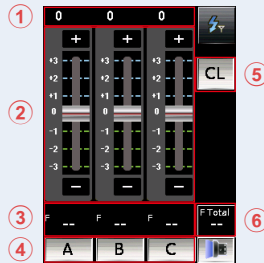 1
0 0 0
+ + +
+3 +3 +3
+2 +2 +2
+1 +1 +1
0 0 0
-1 -1 -1
-2 -2 -2
-3 -3 -3
CL
5
2
3
F -- F -- F --
F Total
--
6
4
A B C